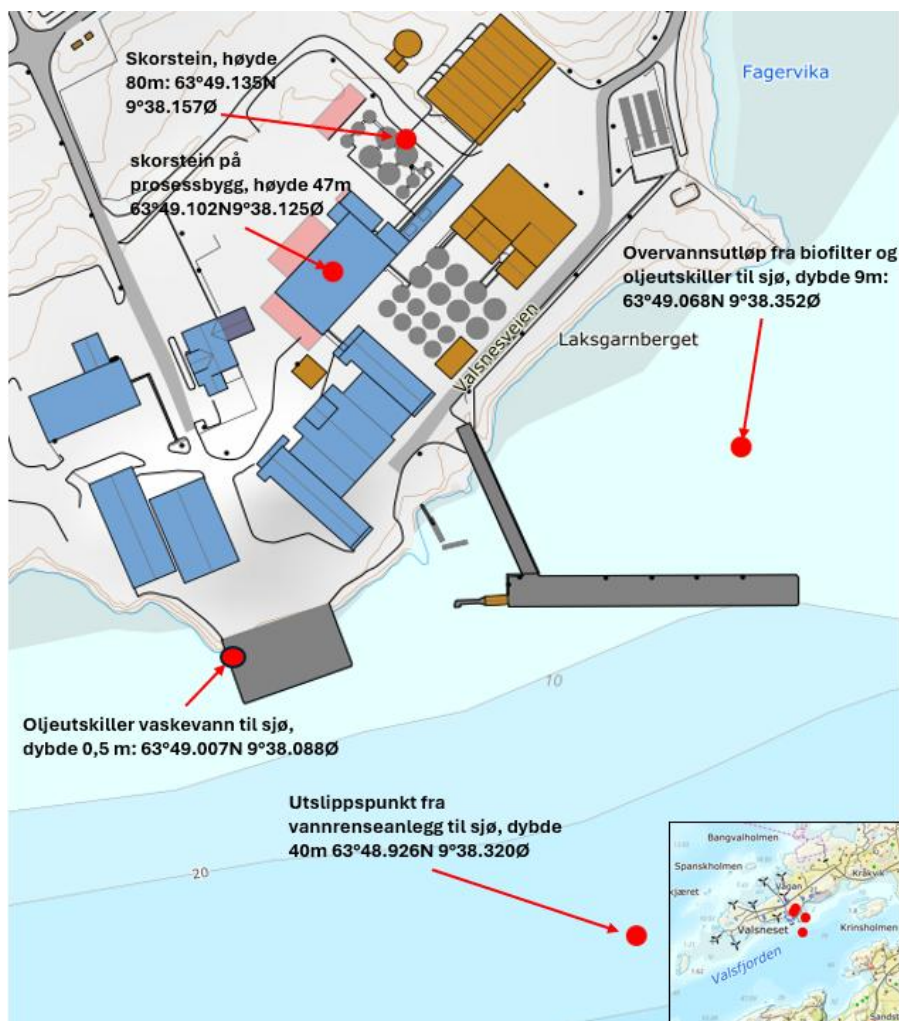 Skorstein, høyde
80m: 63°49.135N
9°38.157Ø
skorstein på
prosessbygg, høyde 47m
63°49.102N9°38.125Ø
Fagervika
Overvannsutløp fra biofilter og
oljeutskiller til sjø, dybde 9m:
63°49.068N 9°38.352Ø
Laksgarnberget
Valsnesveien
10
Oljeutskiller vaskevann til sjø,
dybde 0,5 m: 63°49.007N 9°38.088Ø
Utslippspunkt fra
vannrenseanlegg til sjø, dybde
40m 63°48.926N 9°38.320Ø
20
Bangvalholmen
Spanskholmen
kjæret
Vågan
Kråkvik
Valsneset
Krinsholmen
Valsfjorden
Sandst